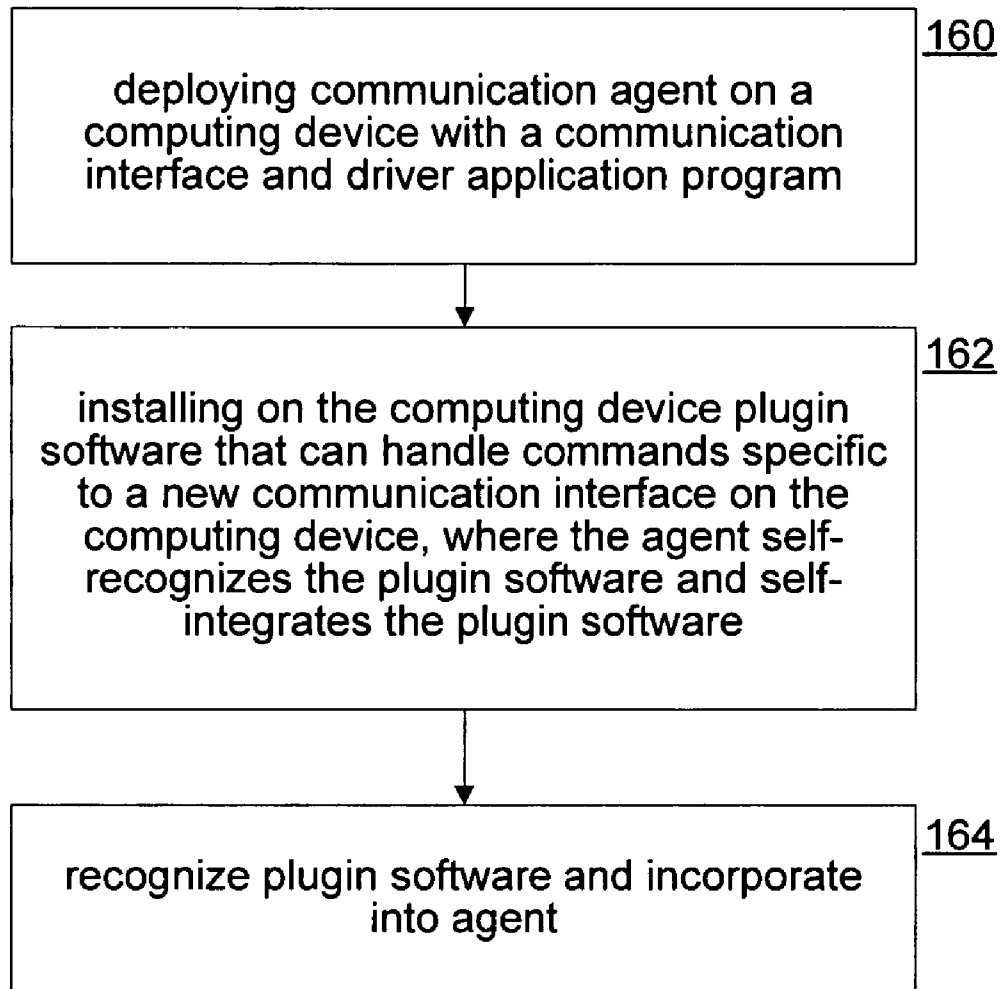 160
deploying communication agent on a
computing device with a communication
interface and driver application program
162
installing on the computing device plugin
software that can handle commands specific
to a new communication interface on the
computing device, where the agent self-
recognizes the plugin software and self-
integrates the plugin software
164
recognize plugin software and incorporate
into agent